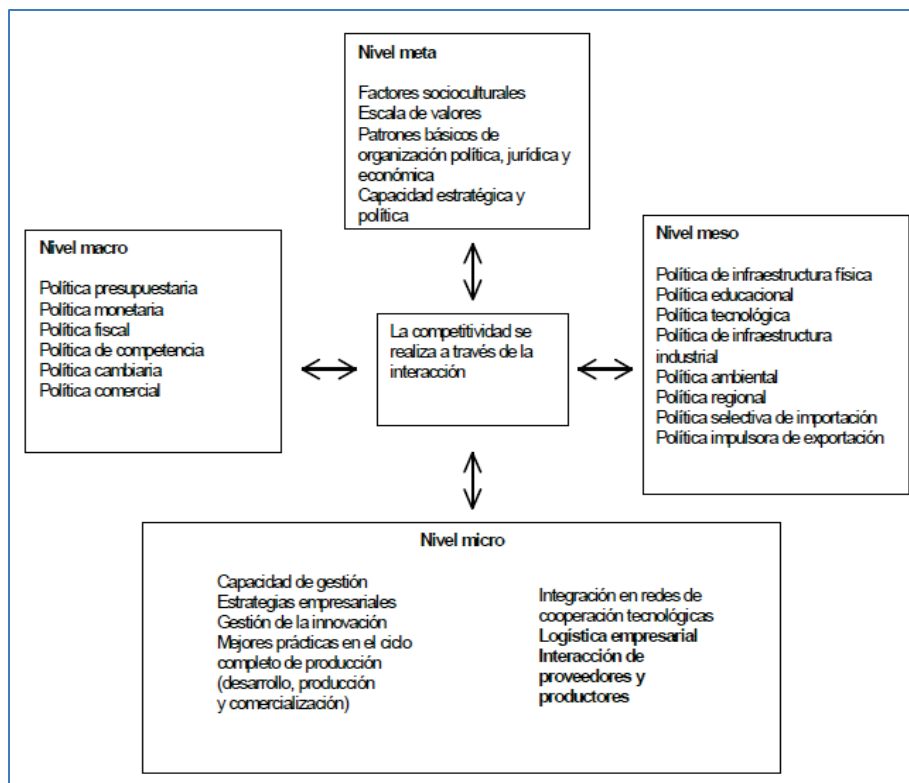 Nivel meta
Factores socioculturales
Escala de valores
Patrones básicos de
organización política, jurídica y
económica
Capacidad estratégica y
política
Nivel macro
Política presupuestaria
Política monetaria
Política fiscal
Política de competencia
Política cambiaria
Política comercial
La competitividad se
realiza a través de la
interacción
Nivel meso
Política de infraestructura física
Política educacional
Política tecnológica
Política de infraestructura
industrial
Política ambiental
Política regional
Política selectiva de importación
Política impulsora de exportación
Nivel micro
Capacidad de gestión
Estrategias empresariales
Gestión de la innovación
Mejores prácticas en el ciclo
completo de producción
(desarrollo, producción
y comercialización)
Integración en redes de
cooperación tecnológicas
Logística empresarial
Interacción de
proveedores y
productores